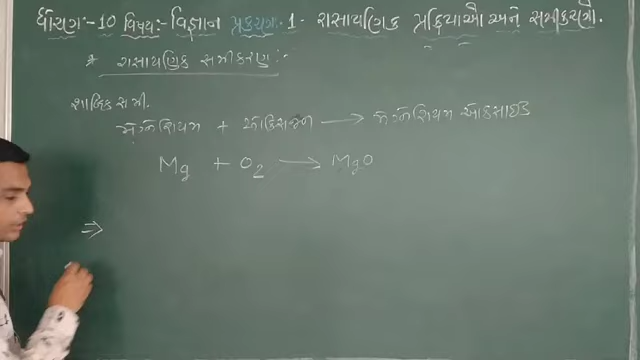 ધોરણ:- 10 વિષય:- વિજ્ઞાન પ્રકરણ: 1. રાસાયણિક પ્રક્રિયાઓ અને સમીકરણો.
* રાસાયણિક સમીકરણ :-
શાબ્દિક સમી.
મેગ્નેશિયમ + ઓક્સિજન → મેગ્નેશિયમ ઓક્સાઇડ
Mg + O₂ → MgO
⇒